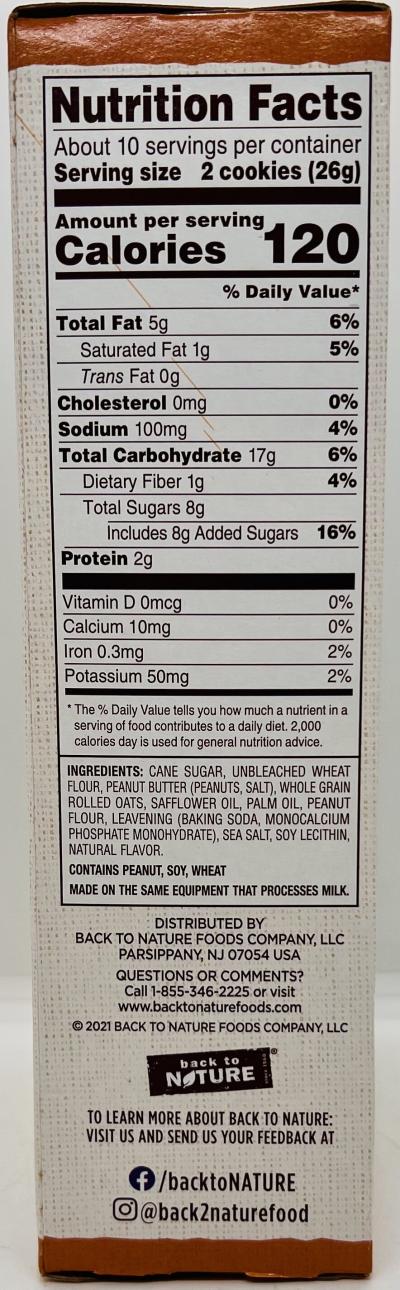 Nutrition Facts
About 10 servings per container
Serving size 2 cookies (26g)
Amount per serving
Calories 120
% Daily Value*
Total Fat 5g 6%
Saturated Fat 1g 5%
Trans Fat 0g
Cholesterol 0mg 0%
Sodium 100mg 4%
Total Carbohydrate 17g 6%
Dietary Fiber 1g 4%
Total Sugars 8g
Includes 8g Added Sugars 16%
Protein 2g
Vitamin D 0mcg 0%
Calcium 10mg 0%
Iron 0.3mg 2%
Potassium 50mg 2%
* The % Daily Value tells you how much a nutrient in a
serving of food contributes to a daily diet. 2,000
calories day is used for general nutrition advice.
INGREDIENTS: CANE SUGAR, UNBLEACHED WHEAT
FLOUR, PEANUT BUTTER (PEANUTS, SALT), WHOLE GRAIN
ROLLED OATS, SAFFLOWER OIL, PALM OIL, PEANUT
FLOUR, LEAVENING (BAKING SODA, MONOCALCIUM
PHOSPHATE MONOHYDRATE), SEA SALT, SOY LECITHIN,
NATURAL FLAVOR.
CONTAINS PEANUT, SOY, WHEAT
MADE ON THE SAME EQUIPMENT THAT PROCESSES MILK.
DISTRIBUTED BY
BACK TO NATURE FOODS COMPANY, LLC
PARSIPPANY, NJ 07054 USA
QUESTIONS OR COMMENTS?
Call 1-855-346-2225 or visit
www.backtonaturefoods.com
© 2021 BACK TO NATURE FOODS COMPANY, LLC
back to
NATURE ®
TO LEARN MORE ABOUT BACK TO NATURE:
VISIT US AND SEND US YOUR FEEDBACK AT
/backtoNATURE
@back2naturefood